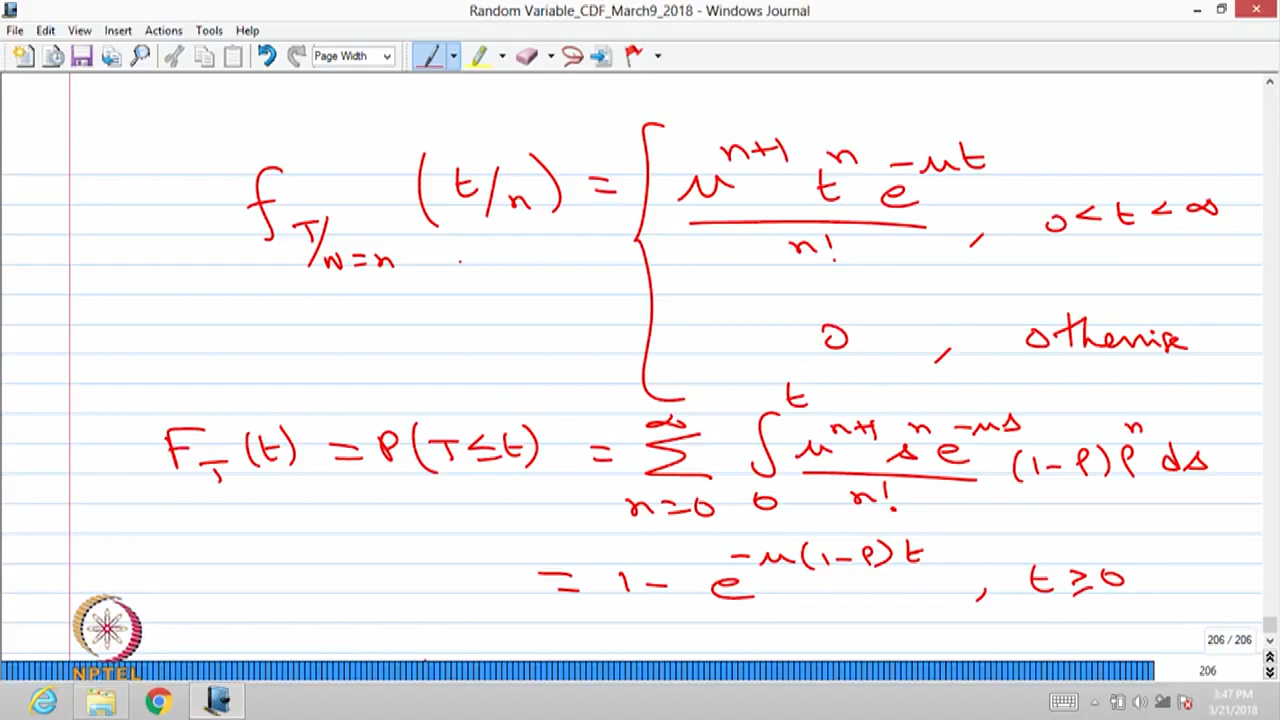 Random Variable_CDF_March9_2018 - Windows Journal
File Edit View Insert Actions Tools Help
Page Width
f_{T/N=n} (t/n) = { μ^{n+1} t^n e^{-μt} / n! , 0 < t < ∞
0 , otherwise
F_T(t) = P(T ≤ t) = ∑_{n=0}^{∞} ∫_0^t μ^{n+1} s^n e^{-μs} / n! (1-ρ) ρ^n ds
= 1 - e^{-μ(1-ρ)t} , t ≥ 0
206 / 206
NPTEL
206
3:47 PM
3/21/2018